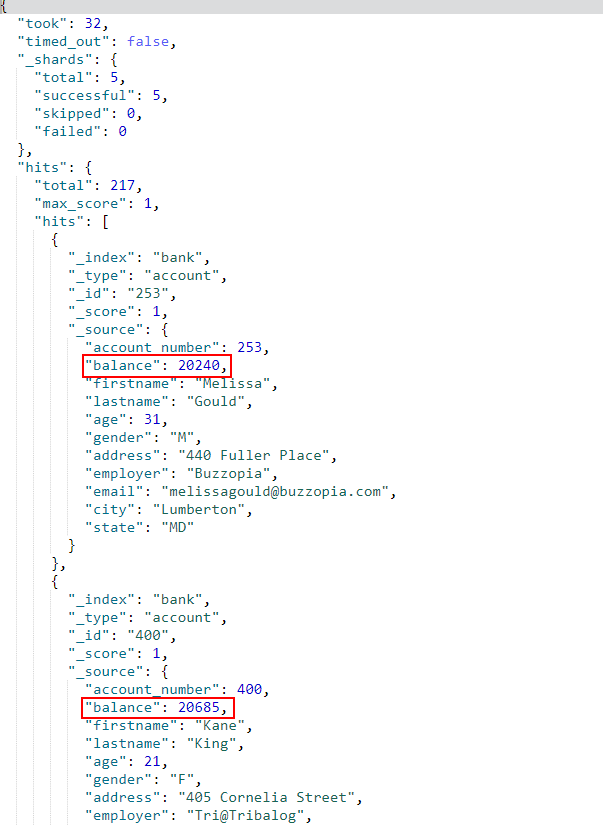 {
"took": 32,
"timed_out": false,
"_shards": {
"total": 5,
"successful": 5,
"skipped": 0,
"failed": 0
},
"hits": {
"total": 217,
"max_score": 1,
"hits": [
{
"_index": "bank",
"_type": "account",
"_id": "253",
"_score": 1,
"_source": {
"account_number": 253,
"balance": 20240,
"firstname": "Melissa",
"lastname": "Gould",
"age": 31,
"gender": "M",
"address": "440 Fuller Place",
"employer": "Buzzopia",
"email": "melissagould@buzzopia.com",
"city": "Lumberton",
"state": "MD"
}
},
{
"_index": "bank",
"_type": "account",
"_id": "400",
"_score": 1,
"_source": {
"account_number": 400,
"balance": 20685,
"firstname": "Kane",
"lastname": "King",
"age": 21,
"gender": "F",
"address": "405 Cornelia Street",
"employer": "Tri@Tribalog",